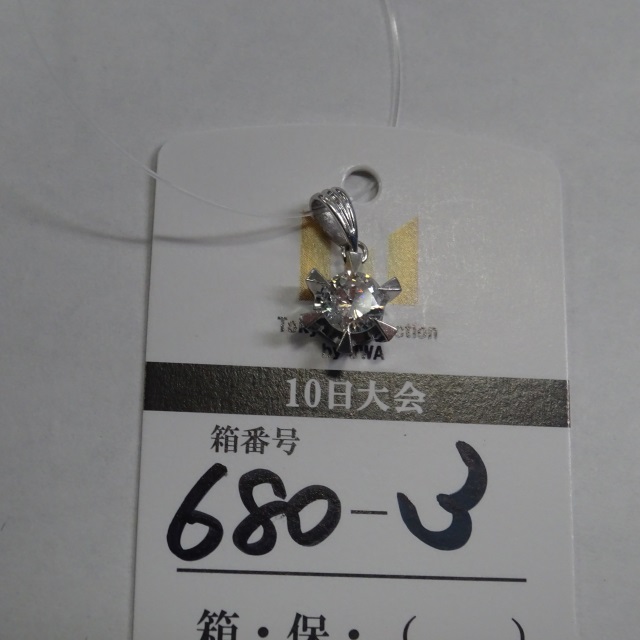 10日大会
箱番号
680-3
箱・保・（　　）